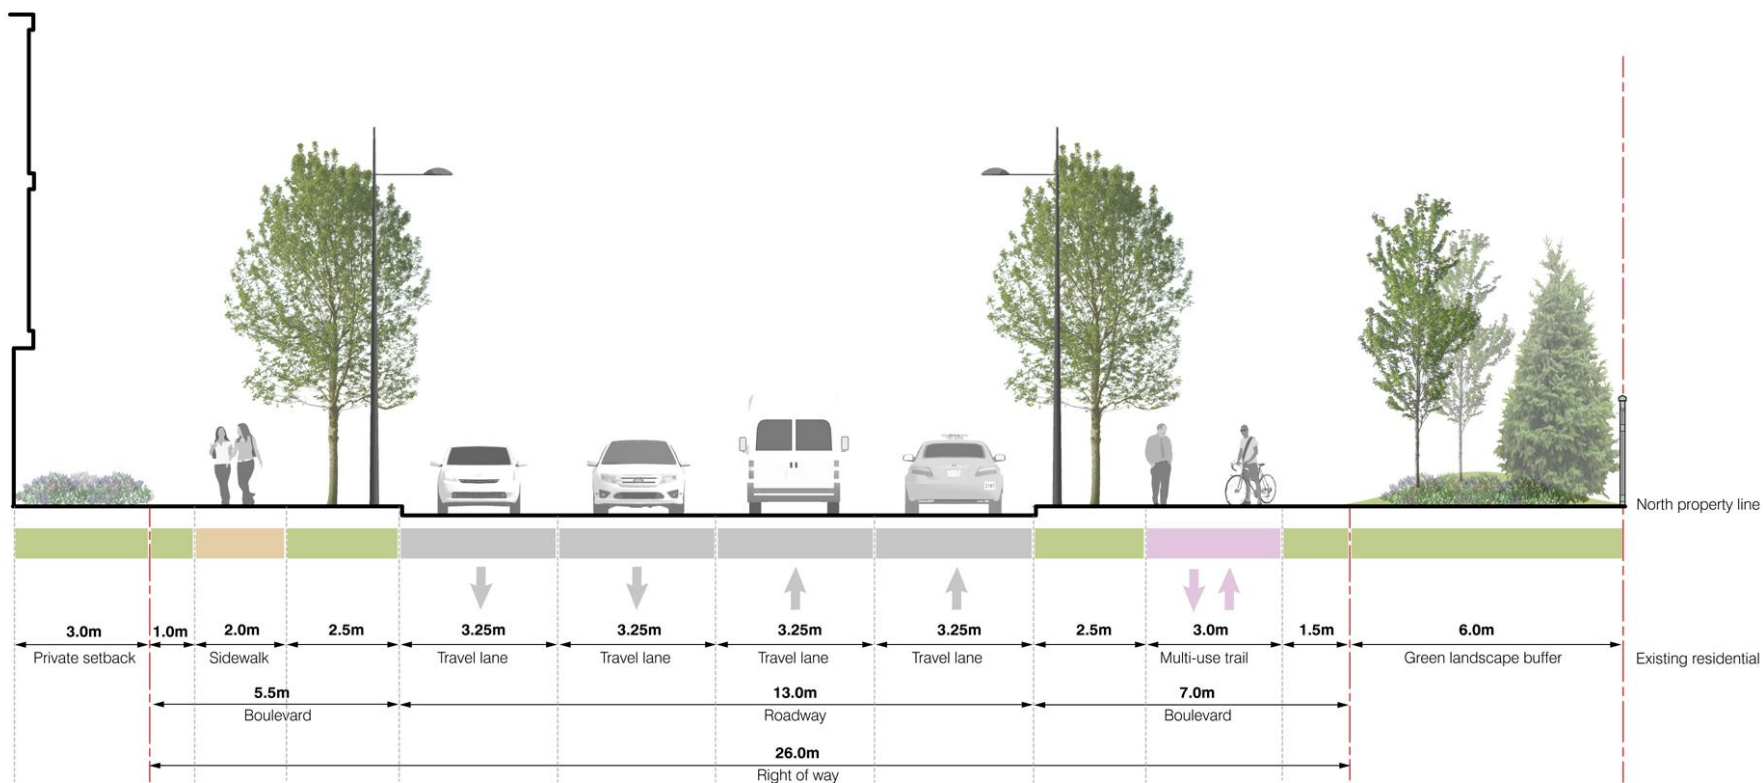 North property line
3.0m 1.0m 2.0m 2.5m 3.25m 3.25m 3.25m 3.25m 2.5m 3.0m 1.5m 6.0m
Private setback Sidewalk Travel lane Travel lane Travel lane Travel lane Multi-use trail Green landscape buffer Existing residential
5.5m 13.0m 7.0m
Boulevard Roadway Boulevard
26.0m
Right of way